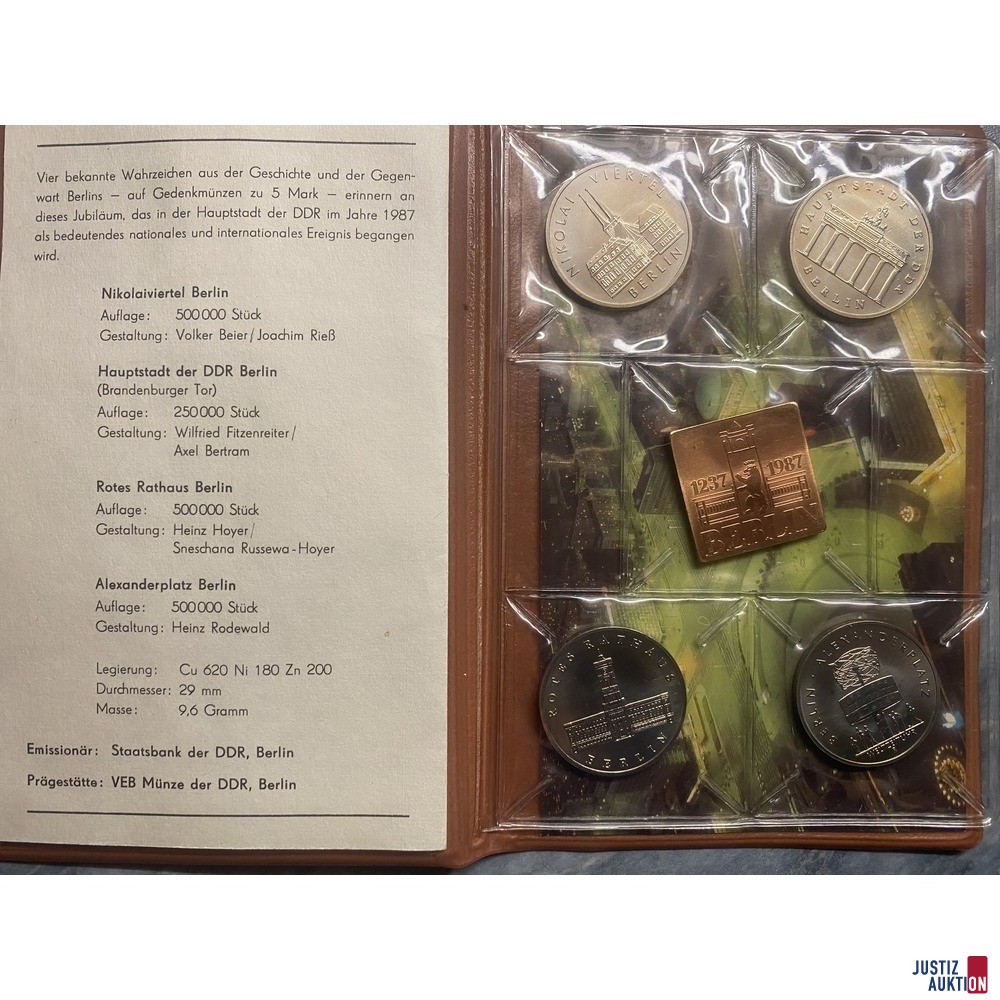 Vier bekannte Wahrzeichen aus der Geschichte und der Gegen-
wart Berlins – auf Gedenkmünzen zu 5 Mark – erinnern an
dieses Jubiläum, das in der Hauptstadt der DDR im Jahre 1987
als bedeutendes nationales und internationales Ereignis begangen
wird.
Nikolaiviertel Berlin
Auflage: 500 000 Stück
Gestaltung: Volker Beier/Joachim Rieß
Hauptstadt der DDR Berlin
(Brandenburger Tor)
Auflage: 250 000 Stück
Gestaltung: Wilfried Fitzenreiter/
Axel Bertram
Rotes Rathaus Berlin
Auflage: 500 000 Stück
Gestaltung: Heinz Hoyer/
Sneschana Russewa-Hoyer
Alexanderplatz Berlin
Auflage: 500 000 Stück
Gestaltung: Heinz Rodewald
Legierung: Cu 620 Ni 180 Zn 200
Durchmesser: 29 mm
Masse: 9,6 Gramm
Emissionär: Staatsbank der DDR, Berlin
Prägestätte: VEB Münze der DDR, Berlin
NIKOLAIVIERTEL
BERLIN
HAUPTSTADT DER DDR
BERLIN
1237 1987
BERLIN
ROTES RATHAUS
BERLIN
BERLIN ALEXANDERPLATZ
JUSTIZ
AUKTION